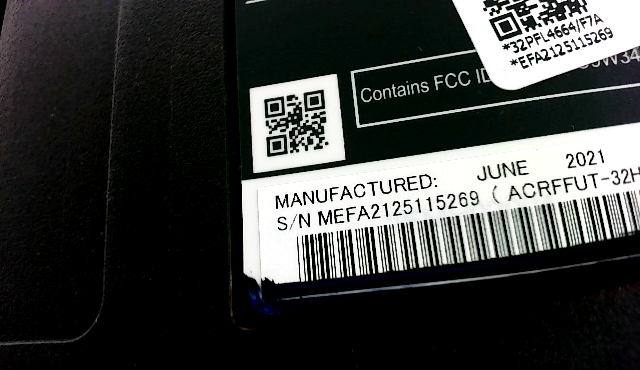 *32PFL4664/F7A
*EFA2125115269
Contains FCC ID
MANUFACTURED: JUNE 2021
S/N MEFA2125115269 ( ACRFFUT-32H